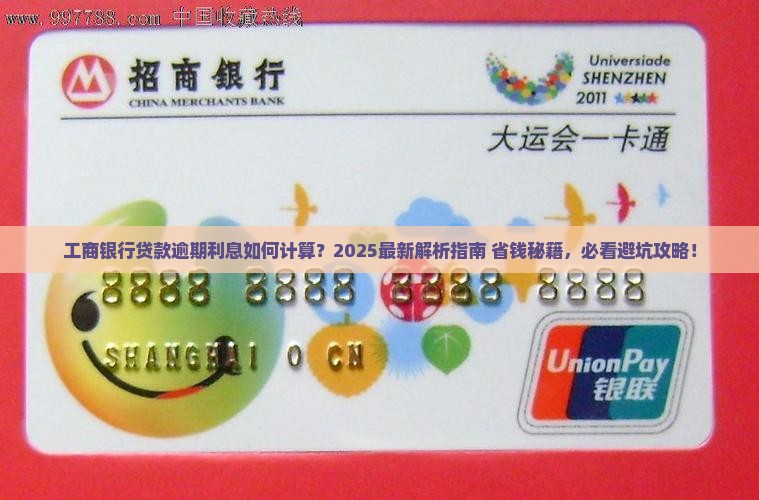 www.997788.com 中国收藏热线
招商银行
CHINA MERCHANTS BANK
Universiade
SHENZHEN
2011
大运会一卡通
工商银行贷款逾期利息如何计算？2025最新解析指南 省钱秘籍，必看避坑攻略！
8888 8888 8888 8888
SHANGHAI 0 CN
UnionPay
银联